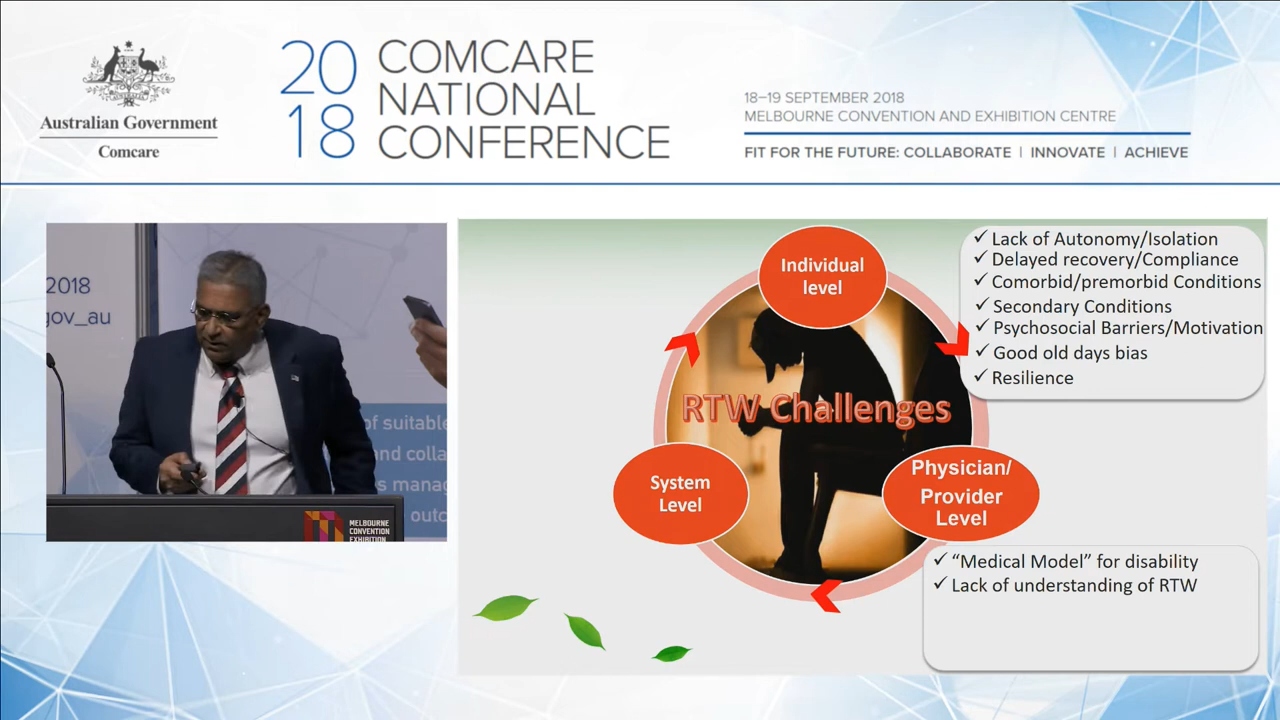 Australian Government
Comcare
20
18
COMCARE
NATIONAL
CONFERENCE
18–19 SEPTEMBER 2018
MELBOURNE CONVENTION AND EXHIBITION CENTRE
FIT FOR THE FUTURE: COLLABORATE | INNOVATE | ACHIEVE
2018
gov_au
of suitable
and colla
s manag
outc
MELBOURNE
CONVENTION
EXHIBITION
Individual
level
RTW Challenges
System
Level
Physician/
Provider
Level
✓ Lack of Autonomy/Isolation
✓ Delayed recovery/Compliance
✓ Comorbid/premorbid Conditions
✓ Secondary Conditions
✓ Psychosocial Barriers/Motivation
✓ Good old days bias
✓ Resilience
✓ “Medical Model” for disability
✓ Lack of understanding of RTW